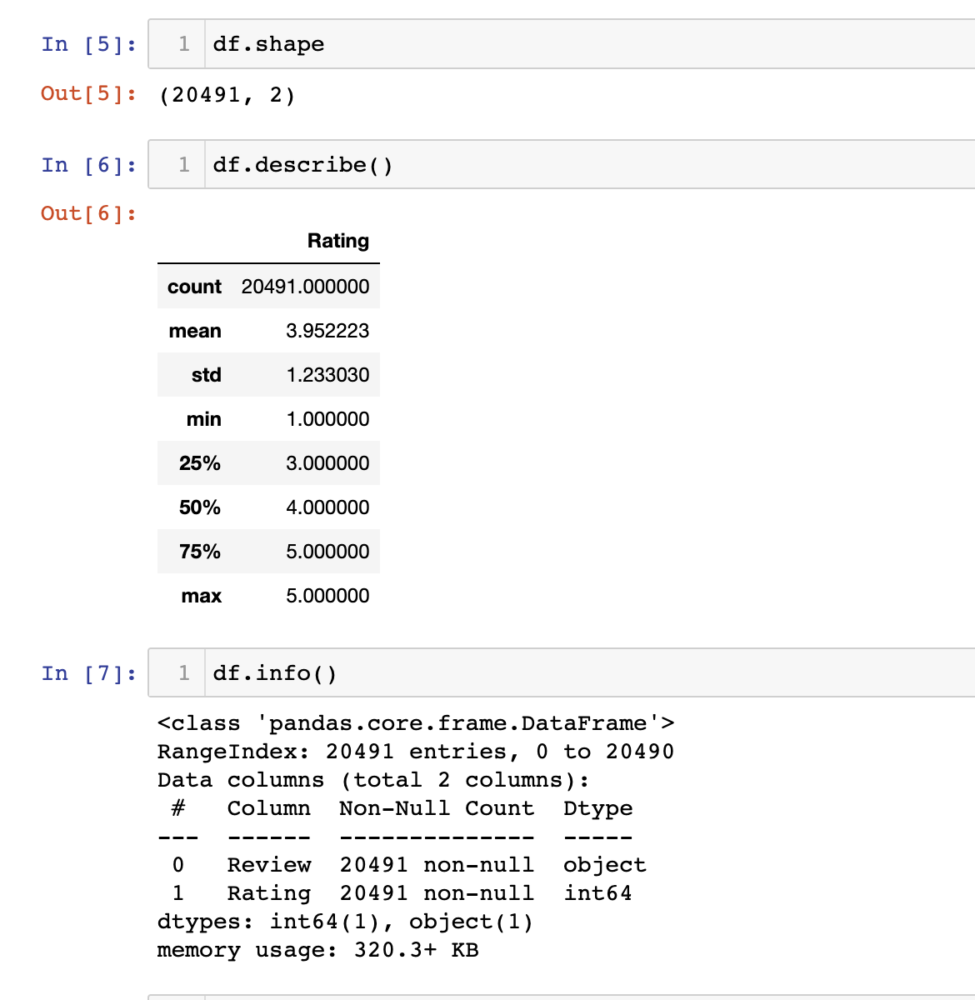 In [5]: 1 df.shape
Out[5]: (20491, 2)
In [6]: 1 df.describe()
Out[6]:
Rating
count 20491.000000
mean 3.952223
std 1.233030
min 1.000000
25% 3.000000
50% 4.000000
75% 5.000000
max 5.000000
In [7]: 1 df.info()
<class 'pandas.core.frame.DataFrame'>
RangeIndex: 20491 entries, 0 to 20490
Data columns (total 2 columns):
 #   Column  Non-Null Count  Dtype
---  ------  --------------  -----
 0   Review  20491 non-null  object
 1   Rating  20491 non-null  int64
dtypes: int64(1), object(1)
memory usage: 320.3+ KB